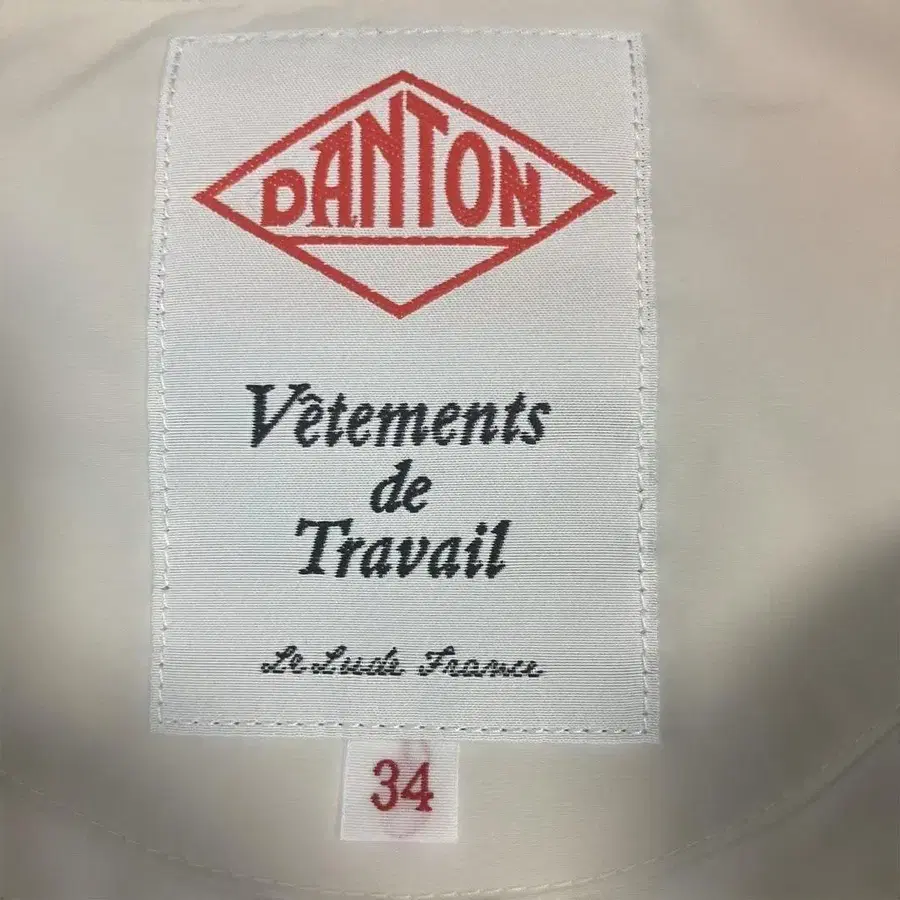 DANTON
Vêtements
de
Travail
Le Lude France
34